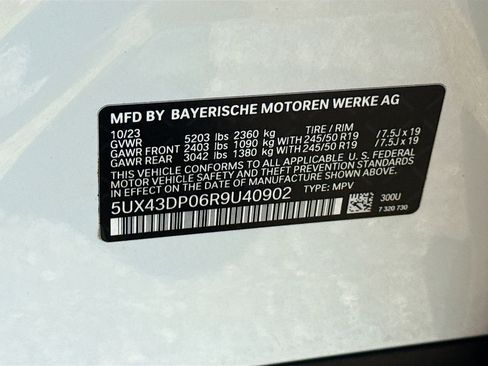 MFD BY BAYERISCHE MOTOREN WERKE AG
10/23
GVWR 5203 lbs 2360 kg TIRE / RIM
GAWR FRONT 2403 lbs 1090 kg WITH 245/50 R19 /7.5J x 19
GAWR REAR 3042 lbs 1380 kg WITH 245/50 R19 /7.5J x 19
THIS VEHICLE CONFORMS TO ALL APPLICABLE U. S. FEDERAL
MOTOR VEHICLE SAFETY, BUMPER, AND THEFT PREVENTION
STANDARDS IN EFFECT ON THE DATE OF MANUFACTURE SHOWN ABOVE.
5UX43DP06R9U40902 TYPE: MPV
300U
7 320 730